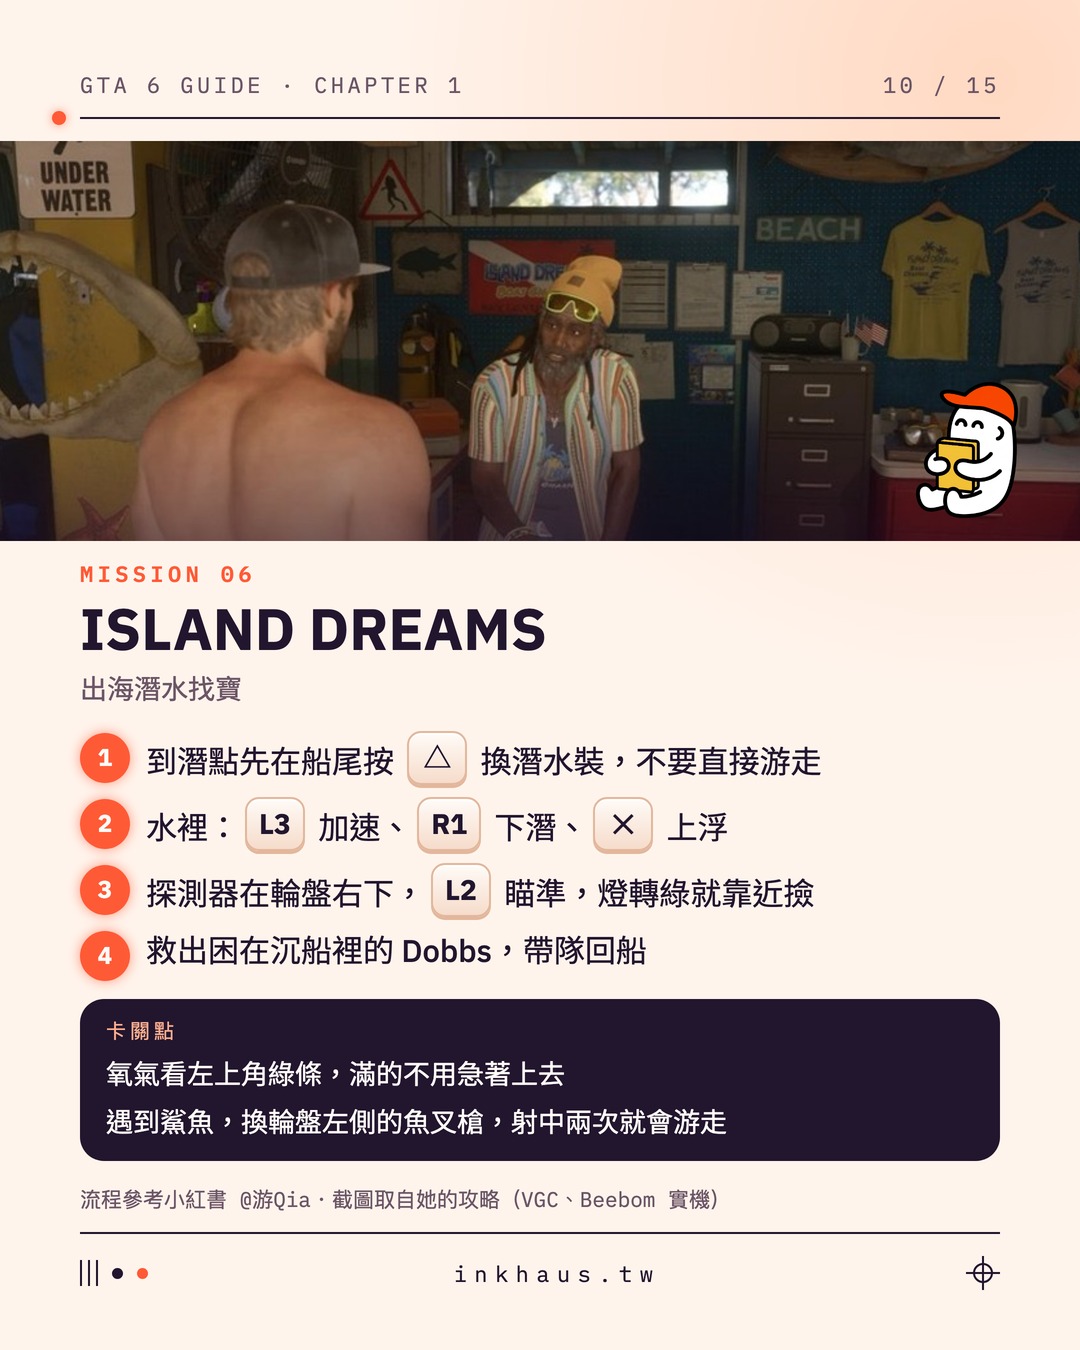 GTA 6 GUIDE · CHAPTER 1
10 / 15
UNDER
WATER
BEACH
ISLAND
MISSION 06
ISLAND DREAMS
出海潛水找寶
1 到潛點先在船尾按 △ 換潛水裝，不要直接游走
2 水裡： L3 加速、 R1 下潛、 × 上浮
3 探測器在輪盤右下， L2 瞄準，燈轉綠就靠近撿
4 救出困在沉船裡的 Dobbs，帶隊回船
卡關點
氧氣看左上角綠條，滿的不用急著上去
遇到鯊魚，換輪盤左側的魚叉槍，射中兩次就會游走
流程參考小紅書 @游Qia · 截圖取自她的攻略（VGC、Beebom 實機）
inkhaus.tw